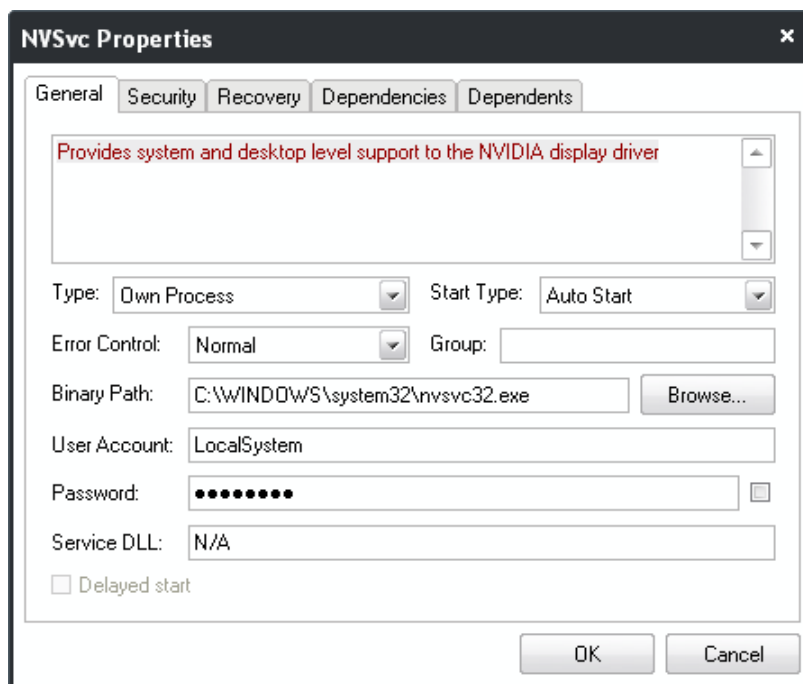 NVSvc Properties
General Security Recovery Dependencies Dependents
Provides system and desktop level support to the NVIDIA display driver
Type: Own Process Start Type: Auto Start
Error Control: Normal Group:
Binary Path: C:\WINDOWS\system32\nvsvc32.exe Browse...
User Account: LocalSystem
Password: ●●●●●●●●
Service DLL: N/A
Delayed start
OK Cancel